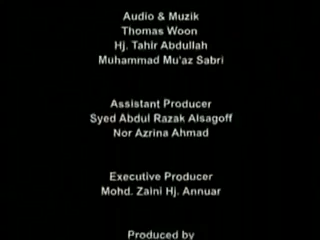 Audio & Muzik
Thomas Woon
Hj. Tahir Abdullah
Muhammad Mu'az Sabri
Assistant Producer
Syed Abdul Razak Alsagoff
Nor Azrina Ahmad
Executive Producer
Mohd. Zaini Hj. Annuar
Produced by